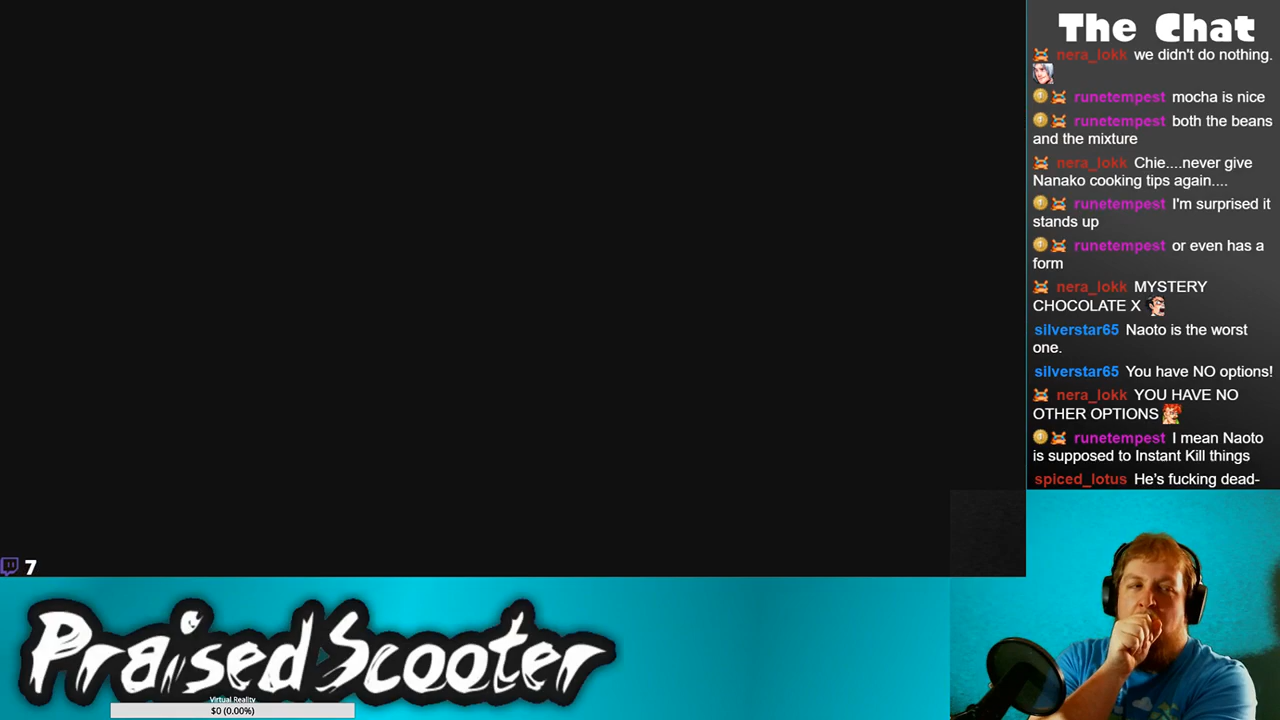 The Chat
nera_lokk we didn't do nothing.
runetempest mocha is nice
runetempest both the beans
and the mixture
nera_lokk Chie....never give
Nanako cooking tips again....
runetempest I'm surprised it
stands up
runetempest or even has a
form
nera_lokk MYSTERY
CHOCOLATE X
silverstar65 Naoto is the worst
one.
silverstar65 You have NO options!
nera_lokk YOU HAVE NO
OTHER OPTIONS
runetempest I mean Naoto
is supposed to Instant Kill things
spiced_lotus He's fucking dead-
7
PraisedScooter
Virtual Reality
$0 (0.00%)